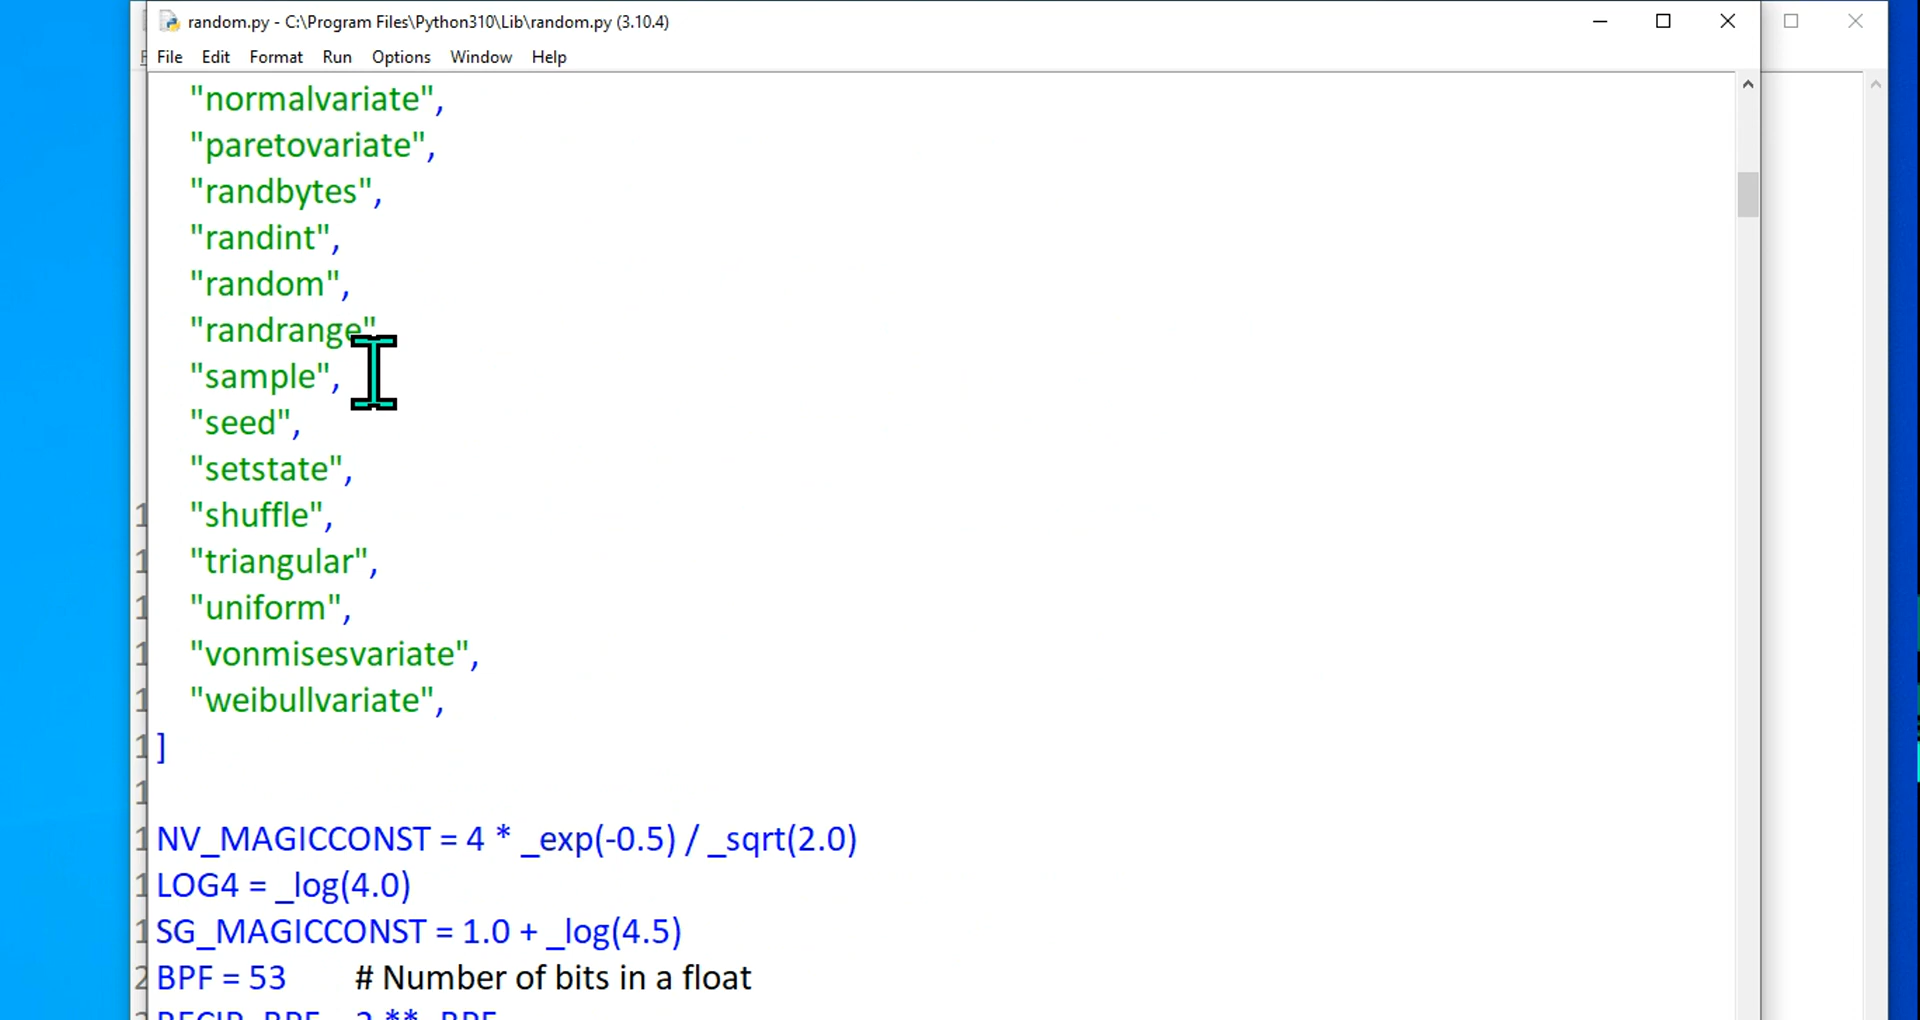 random.py - C:\Program Files\Python310\Lib\random.py (3.10.4)
File Edit Format Run Options Window Help
"normalvariate",
"paretovariate",
"randbytes",
"randint",
"random",
"randrange"
"sample",
"seed",
"setstate",
"shuffle",
"triangular",
"uniform",
"vonmisesvariate",
"weibullvariate",
]
NV_MAGICCONST = 4 * _exp(-0.5) / _sqrt(2.0)
LOG4 = _log(4.0)
SG_MAGICCONST = 1.0 + _log(4.5)
BPF = 53 # Number of bits in a float